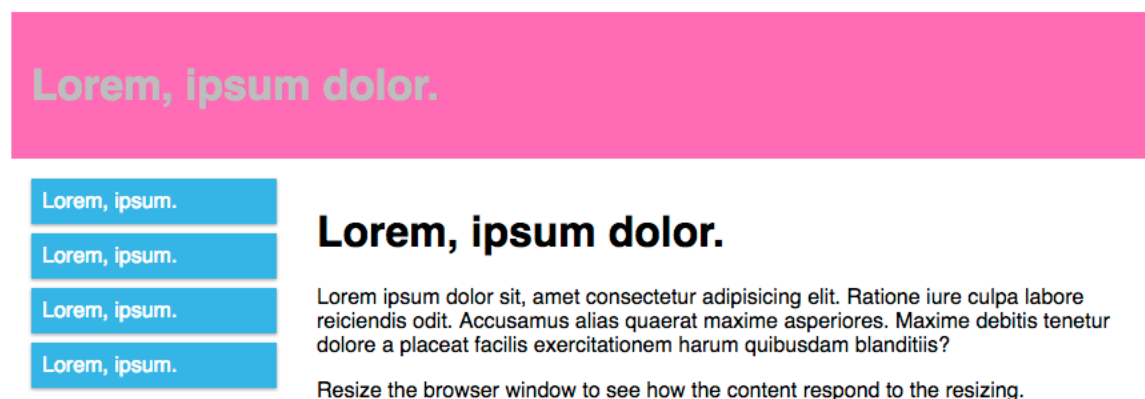 Lorem, ipsum dolor.
Lorem, ipsum.
Lorem, ipsum.
Lorem, ipsum.
Lorem, ipsum.
Lorem, ipsum dolor.
Lorem ipsum dolor sit, amet consectetur adipisicing elit. Ratione iure culpa labore
reiciendis odit. Accusamus alias quaerat maxime asperiores. Maxime debitis tenetur
dolore a placeat facilis exercitationem harum quibusdam blanditiis?
Resize the browser window to see how the content respond to the resizing.